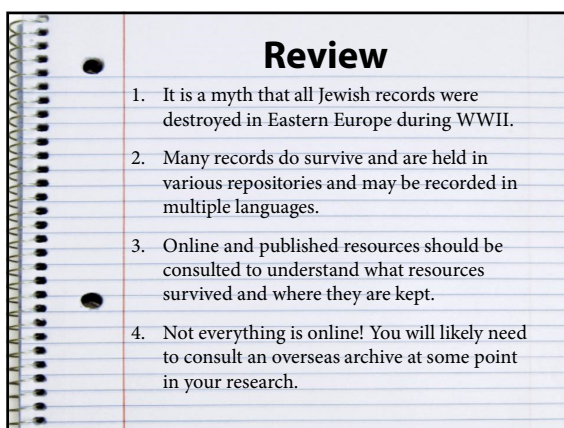 Review
1. It is a myth that all Jewish records were
destroyed in Eastern Europe during WWII.
2. Many records do survive and are held in
various repositories and may be recorded in
multiple languages.
3. Online and published resources should be
consulted to understand what resources
survived and where they are kept.
4. Not everything is online! You will likely need
to consult an overseas archive at some point
in your research.